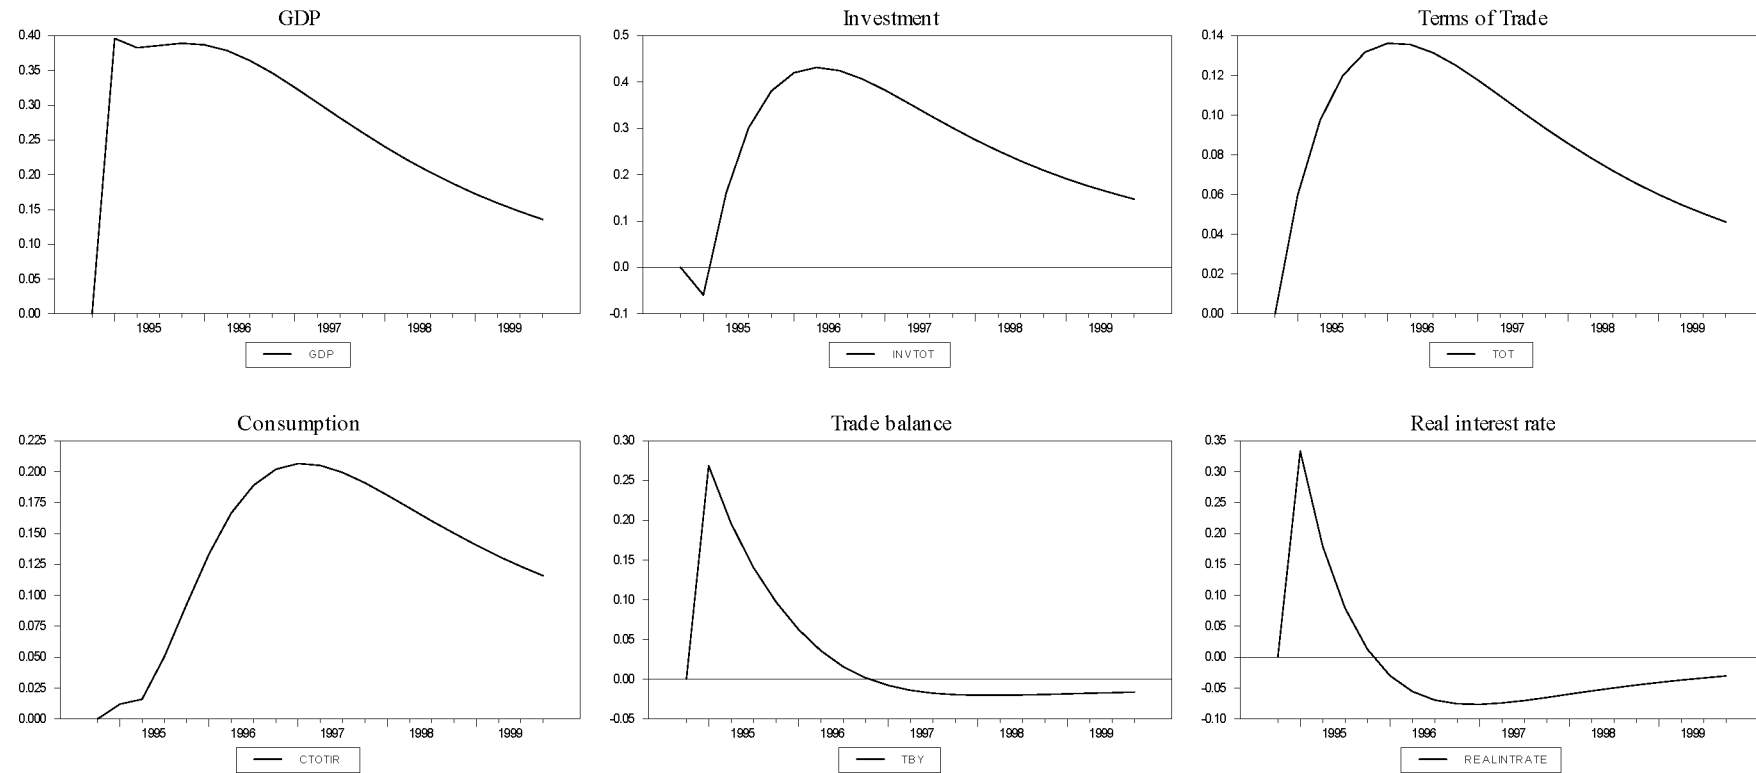 GDP
0.40
0.35
0.30
0.25
0.20
0.15
0.10
0.05
0.00
1995 1996 1997 1998 1999
GDP
Investment
0.5
0.4
0.3
0.2
0.1
0.0
-0.1
1995 1996 1997 1998 1999
INVTOT
Terms of Trade
0.14
0.12
0.10
0.08
0.06
0.04
0.02
0.00
1995 1996 1997 1998 1999
TOT
Consumption
0.225
0.200
0.175
0.150
0.125
0.100
0.075
0.050
0.025
0.000
1995 1996 1997 1998 1999
CTOTIR
Trade balance
0.30
0.25
0.20
0.15
0.10
0.05
0.00
-0.05
1995 1996 1997 1998 1999
TBY
Real interest rate
0.35
0.30
0.25
0.20
0.15
0.10
0.05
0.00
-0.05
-0.10
1995 1996 1997 1998 1999
REALINTRATE